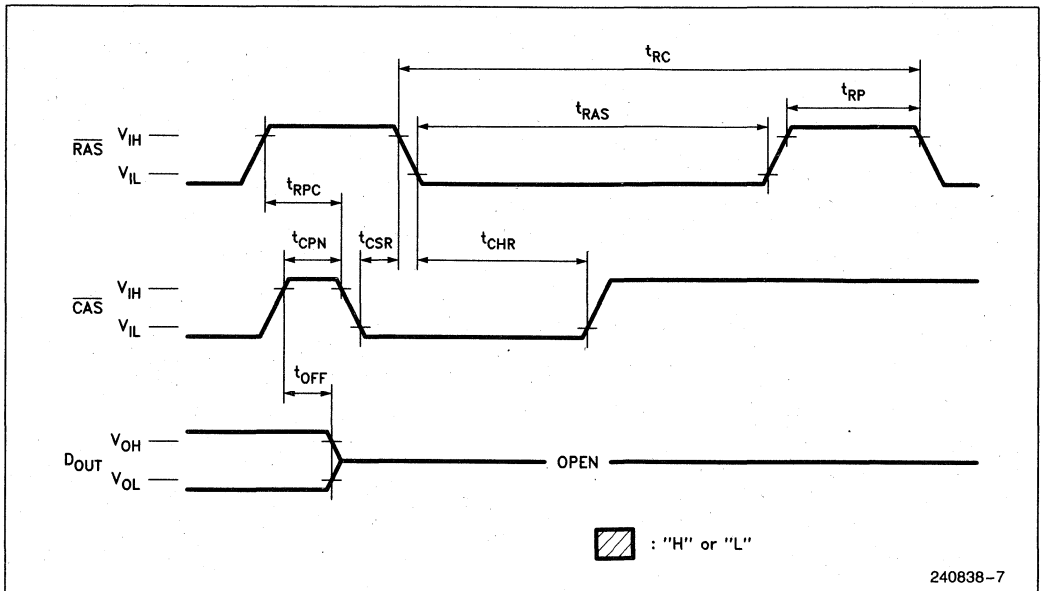 tRC
tRAS
tRP
RAS
VIH
VIL
tRPC
tCPN
tCSR
tCHR
CAS
VIH
VIL
tOFF
DOUT
VOH
VOL
OPEN
: "H" or "L"
240838-7